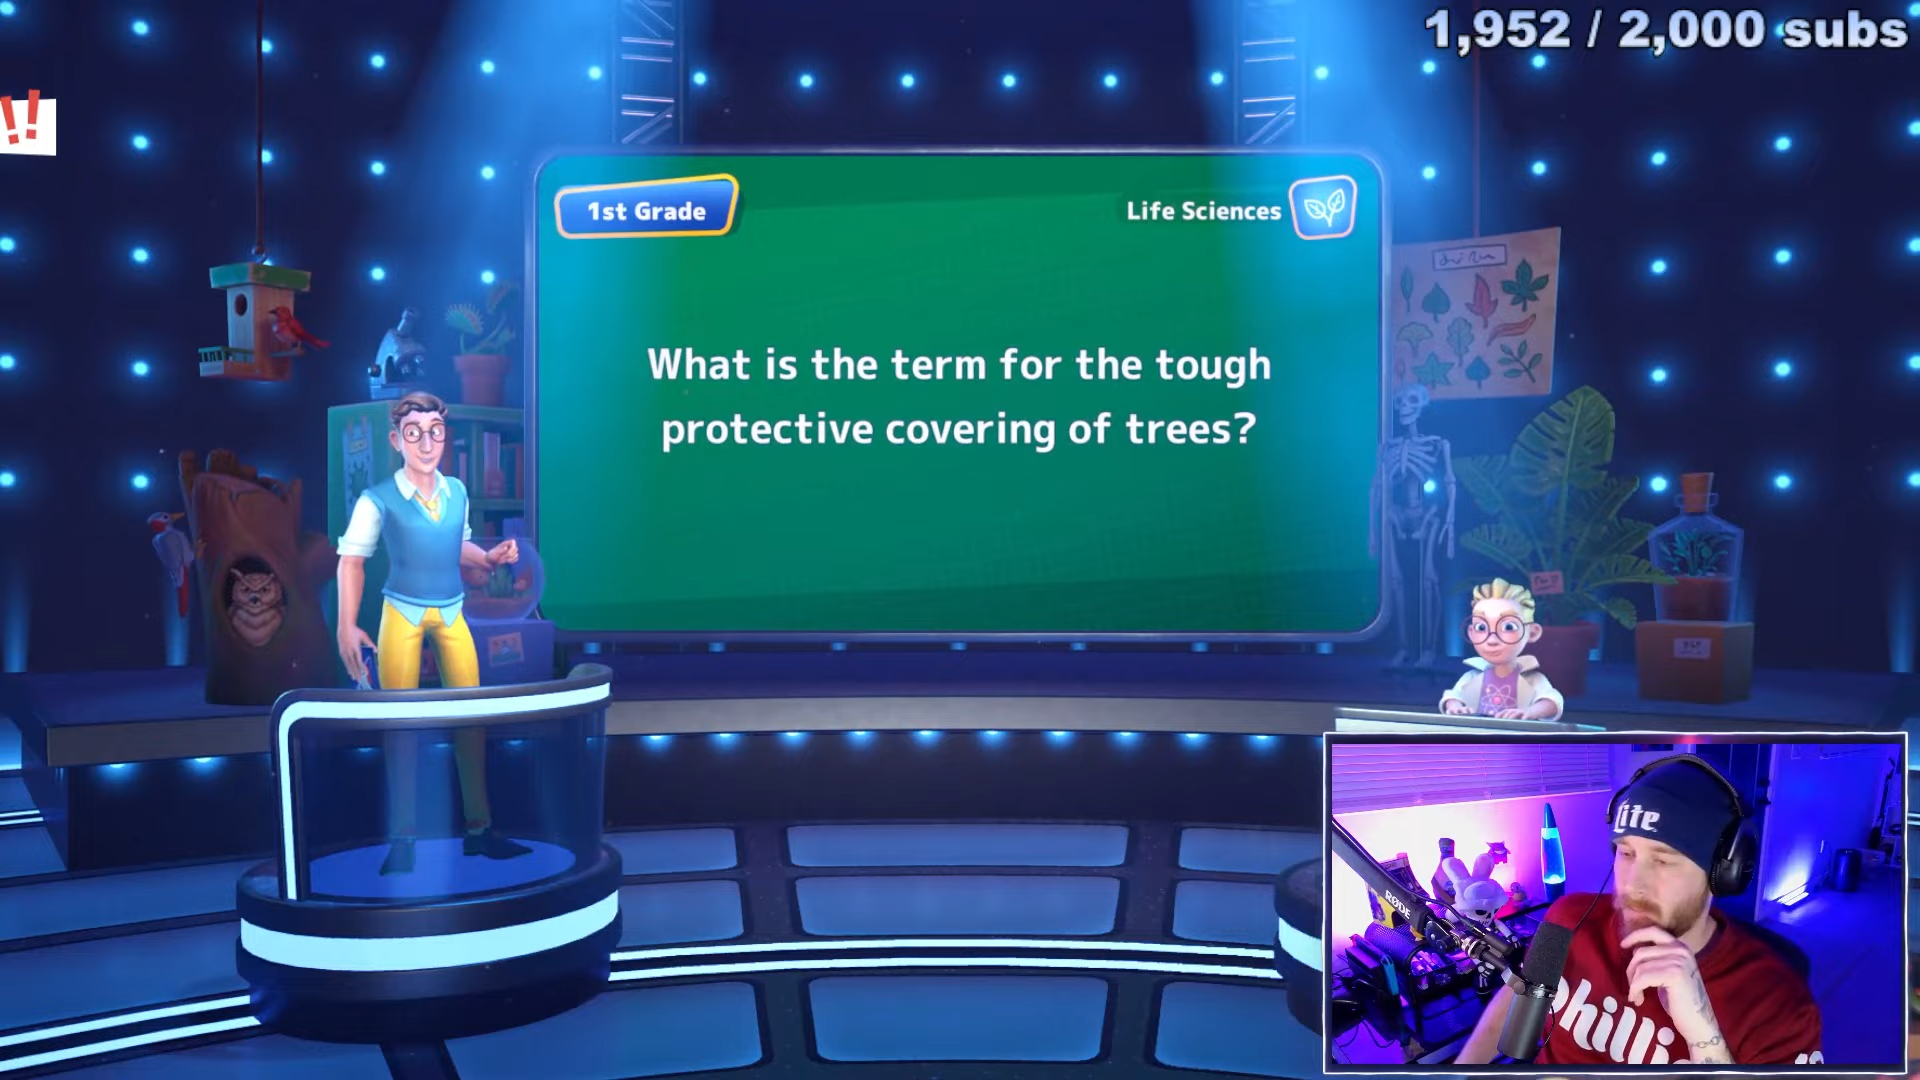 1,952 / 2,000 subs
!!
1st Grade
Life Sciences
What is the term for the tough
protective covering of trees?
Lite
RØDE
Philli